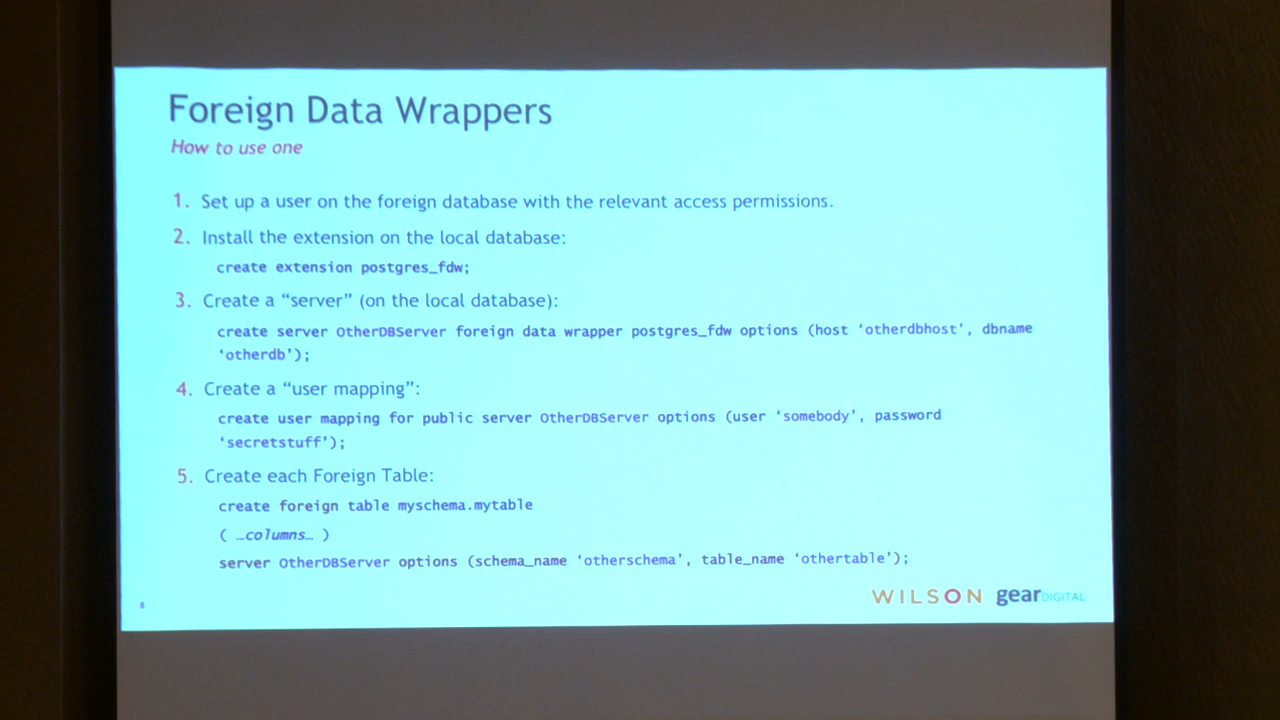 Foreign Data Wrappers
How to use one
1. Set up a user on the foreign database with the relevant access permissions.
2. Install the extension on the local database:
create extension postgres_fdw;
3. Create a “server” (on the local database):
create server OtherDBServer foreign data wrapper postgres_fdw options (host ‘otherdbhost’, dbname
‘otherdb’);
4. Create a “user mapping”:
create user mapping for public server OtherDBServer options (user ‘somebody’, password
‘secretstuff’);
5. Create each Foreign Table:
create foreign table myschema.mytable
( …columns… )
server OtherDBServer options (schema_name ‘otherschema’, table_name ‘othertable’);
8
WILSON gearDIGITAL